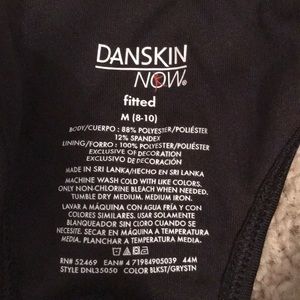 DANSKIN
NOW®
fitted
M (8-10)
BODY/CUERPO : 88% POLYESTER/POLIÉSTER
12% SPANDEX
LINING/FORRO : 100% POLYESTER/POLIÉSTER
EXCLUSIVE OF DECORATION
EXCLUSIVO DE DECORACIÓN
MADE IN SRI LANKA/HECHO EN SRI LANKA
MACHINE WASH COLD WITH LIKE COLORS.
ONLY NON-CHLORINE BLEACH WHEN NEEDED.
TUMBLE DRY MEDIUM. MEDIUM IRON.
LAVAR A MÁQUINA CON AGUA FRÍA Y CON
COLORES SIMILARES. USAR SOLAMENTE
BLANQUEADOR SIN CLORO CUANDO SE
NECESITE. SECAR EN MÁQUINA A TEMPERATURA
MEDIA. PLANCHAR A TEMPERATURA MEDIA.
RN# 52469 EAN# 4 71984905039 44M
STYLE DNL35050 COLOR BLKST/GRYSTN